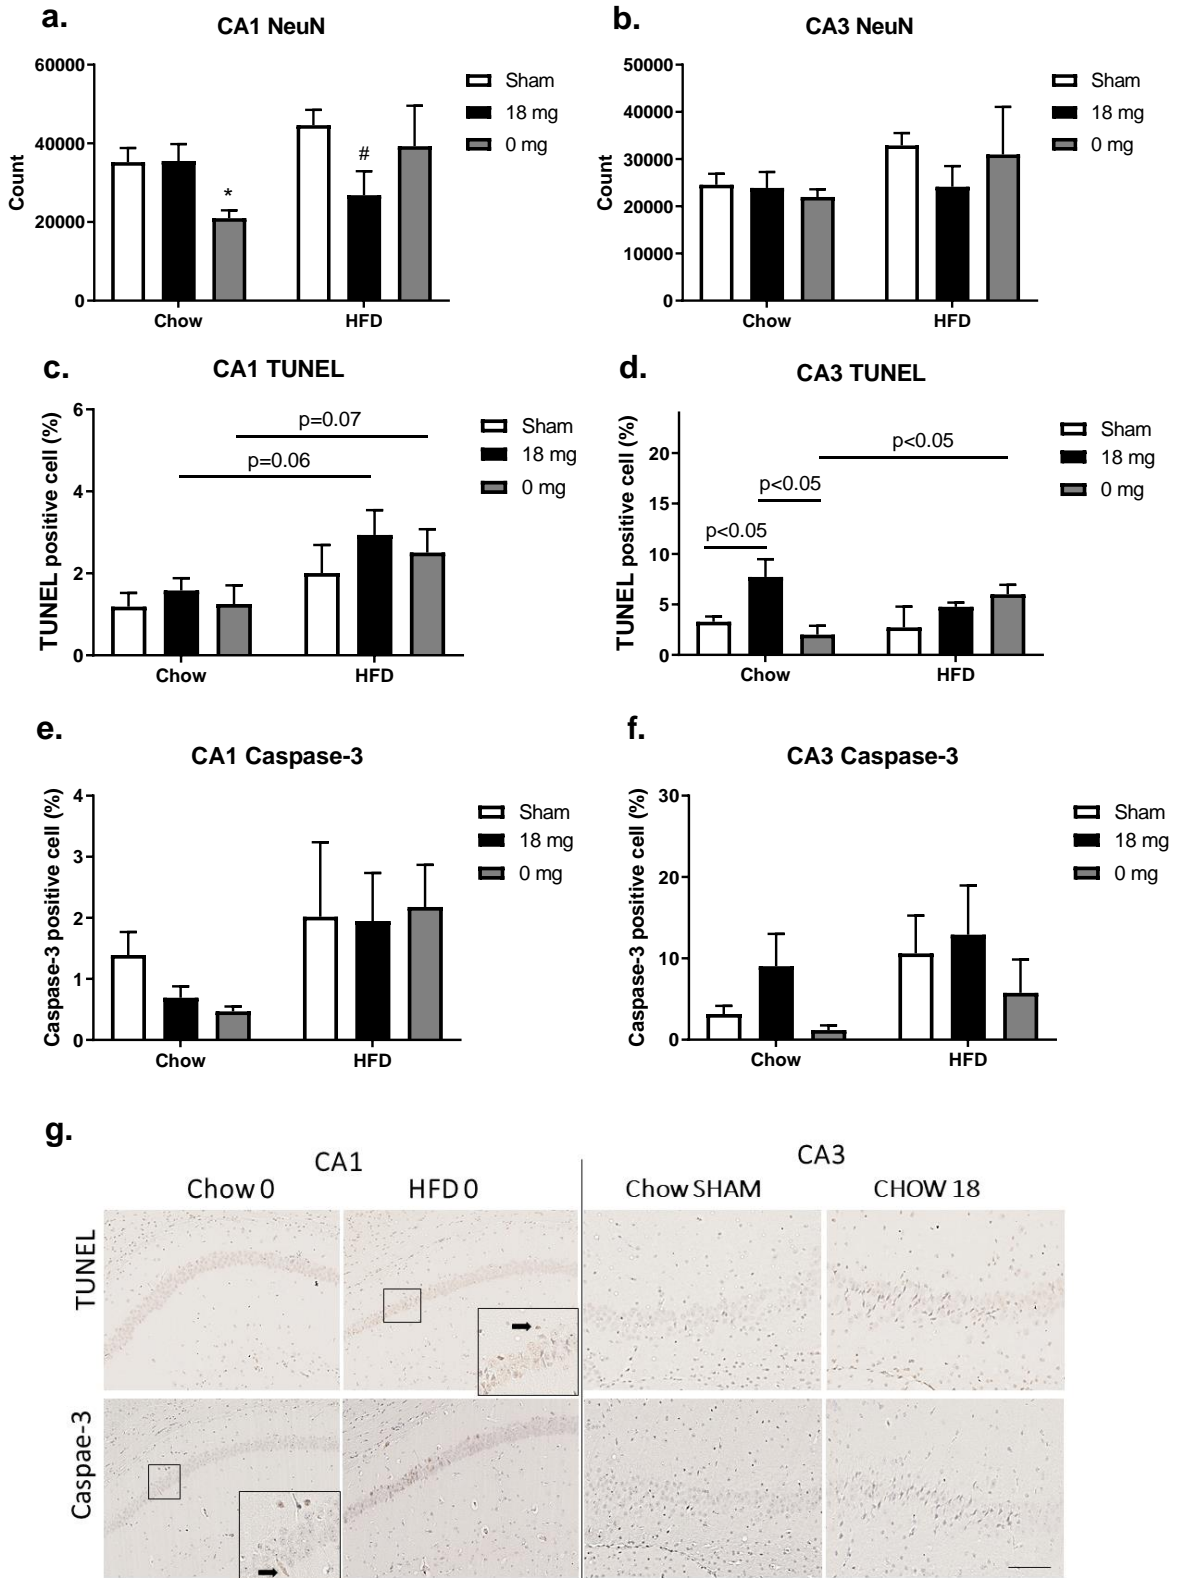 a.
CA1 NeuN
60000
40000
20000
0
Count
*
#
Chow
HFD
Sham
18 mg
0 mg
b.
CA3 NeuN
50000
40000
30000
20000
10000
0
Count
Chow
HFD
Sham
18 mg
0 mg
c.
CA1 TUNEL
6
4
2
0
TUNEL positive cell (%)
p=0.07
p=0.06
Chow
HFD
Sham
18 mg
0 mg
d.
CA3 TUNEL
20
15
10
5
0
TUNEL positive cell (%)
p<0.05
p<0.05
p<0.05
Chow
HFD
Sham
18 mg
0 mg
e.
CA1 Caspase-3
4
3
2
1
0
Caspase-3 positive cell (%)
Chow
HFD
Sham
18 mg
0 mg
f.
CA3 Caspase-3
30
20
10
0
Caspase-3 positive cell (%)
Chow
HFD
Sham
18 mg
0 mg
g.
CA1
CA3
Chow 0
HFD 0
Chow SHAM
CHOW 18
TUNEL
Caspae-3